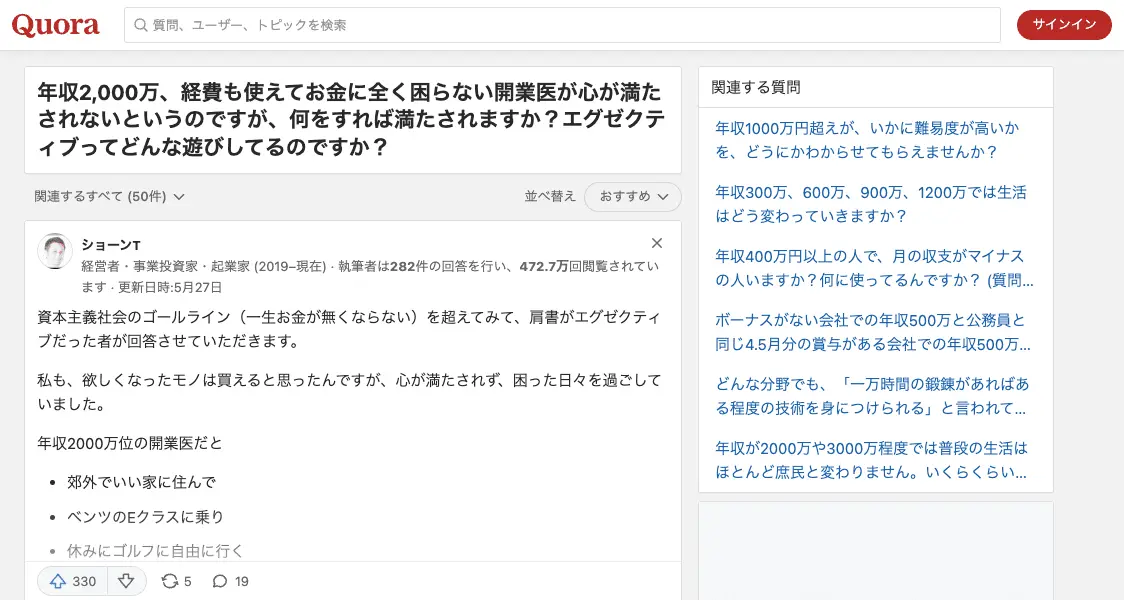 Quora
質問、ユーザー、トピックを検索
サインイン
年収2,000万、経費も使えてお金に全く困らない開業医が心が満た
されないというのですが、何をすれば満たされますか？エグゼクテ
ィブってどんな遊びしてるのですか？
関連するすべて (50件)
並べ替え
おすすめ
ショーンT
経営者・事業投資家・起業家 (2019–現在) · 執筆者は282件の回答を行い、472.7万回閲覧されてい
ます · 更新日時:5月27日
資本主義社会のゴールライン（一生お金が無くならない）を超えてみて、肩書がエグゼクティ
ブだった者が回答させていただきます。
私も、欲しくなったモノは買えると思ったんですが、心が満たされず、困った日々を過ごして
いました。
年収2000万位の開業医だと
• 郊外でいい家に住んで
• ベンツのEクラスに乗り
• 休みにゴルフに自由に行く
330
5
19
関連する質問
年収1000万円超えが、いかに難易度が高いか
を、どうにかわからせてもらえませんか？
年収300万、600万、900万、1200万では生活
はどう変わっていきますか？
年収400万円以上の人で、月の収支がマイナス
の人いますか？何に使ってるんですか？ (質問...
ボーナスがない会社での年収500万と公務員と
同じ4.5月分の賞与がある会社での年収500万...
どんな分野でも、「一万時間の鍛錬があればあ
る程度の技術を身につけられる」と言われて...
年収が2000万や3000万程度では普段の生活は
ほとんど庶民と変わりません。いくらくらい...